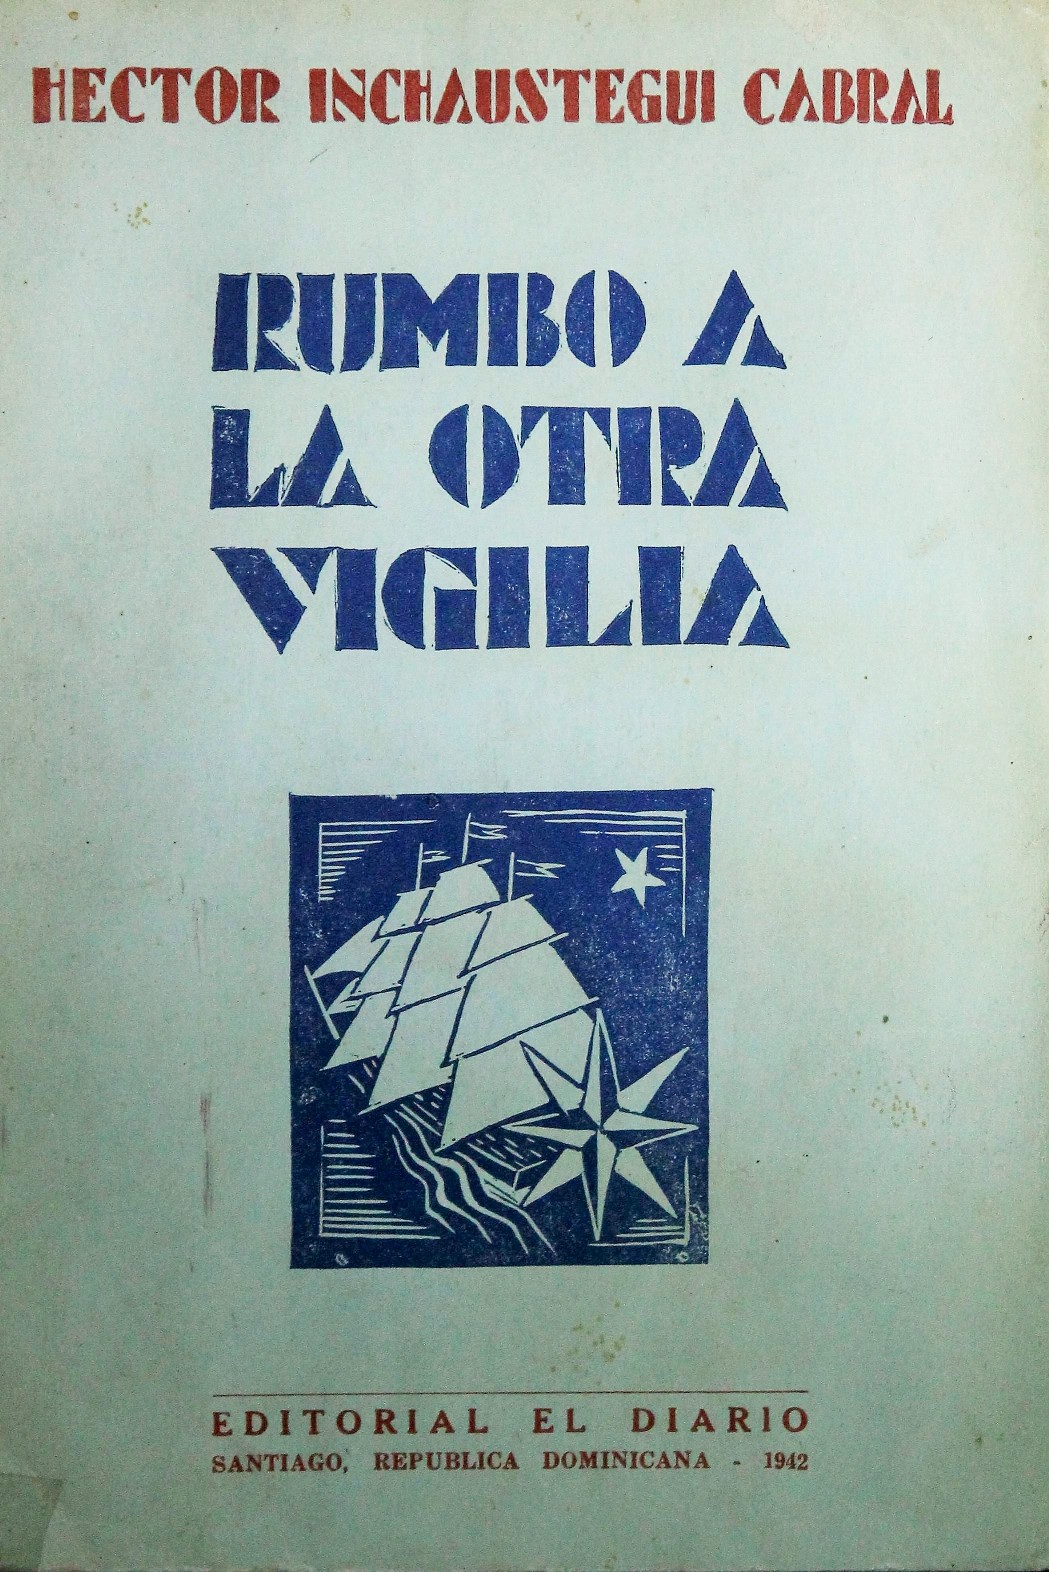 HECTOR INCHAUSTEGUI CABRAL
RUMBO A
LA OTRA
VIGILIA
EDITORIAL EL DIARIO
SANTIAGO, REPUBLICA DOMINICANA - 1942